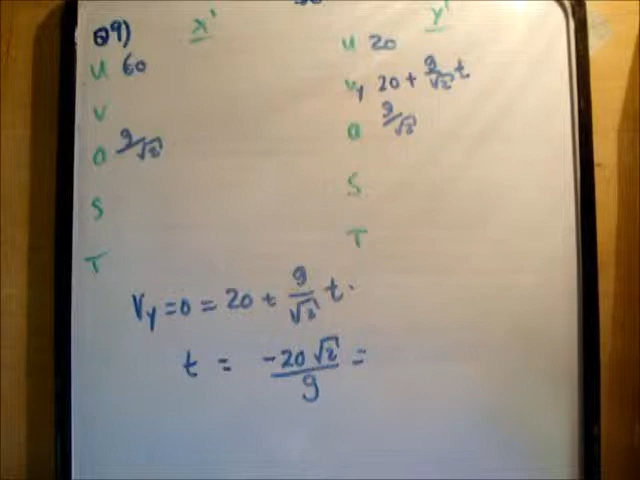 Q9) x'
u 60
v
a g/√2
s
T
y'
u 20
vy 20 + g/√2 t
a g/√2
s
T
Vy = 0 = 20 + g/√2 t.
t = -20√2/g =